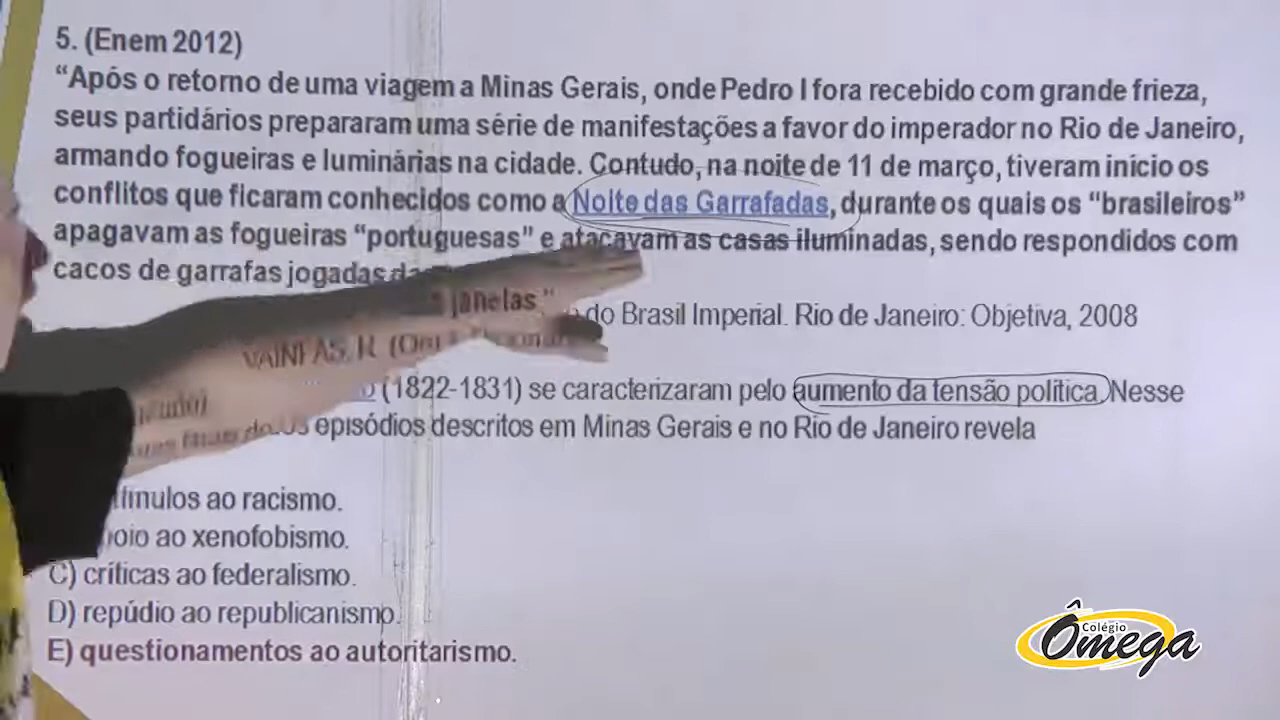 5. (Enem 2012)
“Após o retorno de uma viagem a Minas Gerais, onde Pedro I fora recebido com grande frieza,
seus partidários prepararam uma série de manifestações a favor do imperador no Rio de Janeiro,
armando fogueiras e luminárias na cidade. Contudo, na noite de 11 de março, tiveram início os
conflitos que ficaram conhecidos como a Noite das Garrafadas, durante os quais os “brasileiros”
apagavam as fogueiras “portuguesas” e atacavam as casas iluminadas, sendo respondidos com
cacos de garrafas jogadas
janelas.”
do Brasil Imperial. Rio de Janeiro: Objetiva, 2008
VAINFAS, R.
(1822-1831) se caracterizaram pelo aumento da tensão política. Nesse
episódios descritos em Minas Gerais e no Rio de Janeiro revela
ao racismo.
ao xenofobismo.
C) críticas ao federalismo.
D) repúdio ao republicanismo.
E) questionamentos ao autoritarismo.
Colégio
Ômega